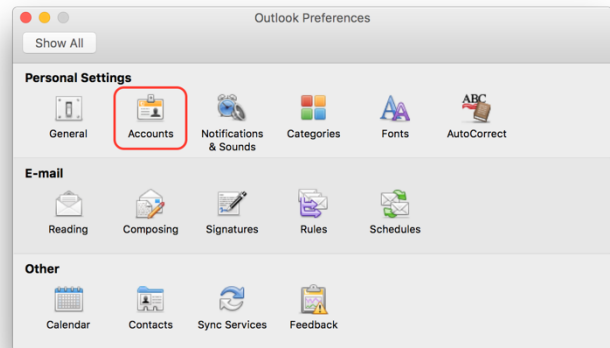 Outlook Preferences
Show All
Personal Settings
General
Accounts
Notifications
& Sounds
Categories
Fonts
ABC
AutoCorrect
E-mail
Reading
Composing
Signatures
Rules
Schedules
Other
Calendar
Contacts
Sync Services
Feedback